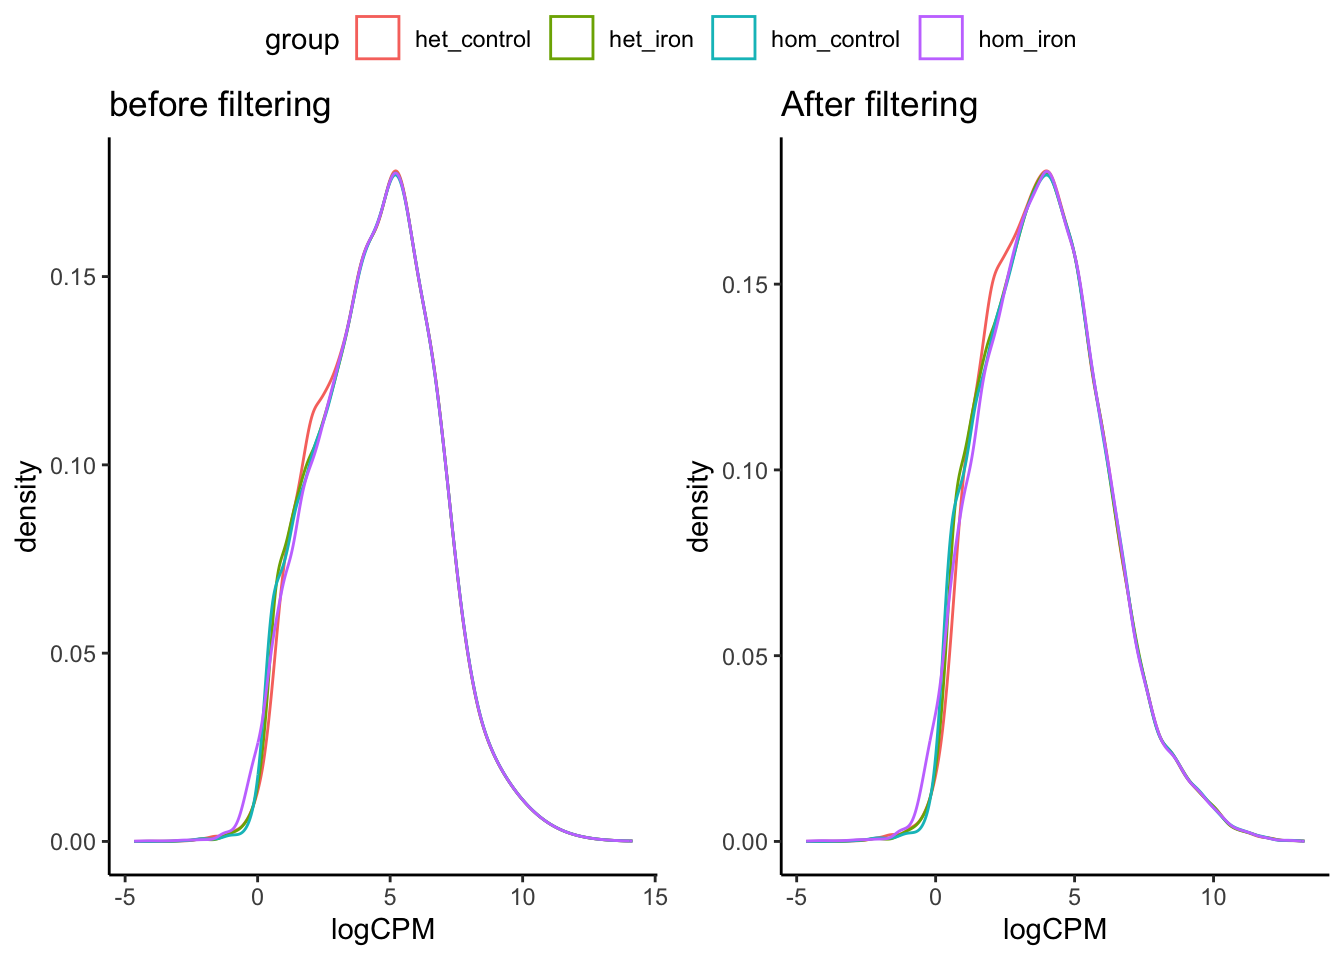 group het_control het_iron hom_control hom_iron
before filtering
density
0.15
0.10
0.05
0.00
-5 0 5 10 15
logCPM
After filtering
density
0.15
0.10
0.05
0.00
-5 0 5 10
logCPM